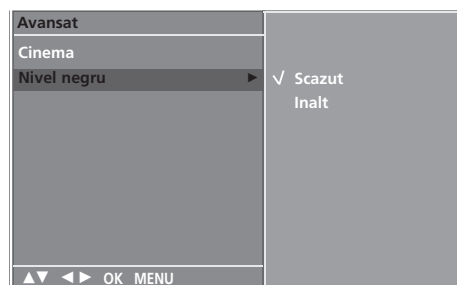 Avansat
Cinema
Nivel negru ►
√ Scazut
Inalt
▲▼ ◄► OK MENU